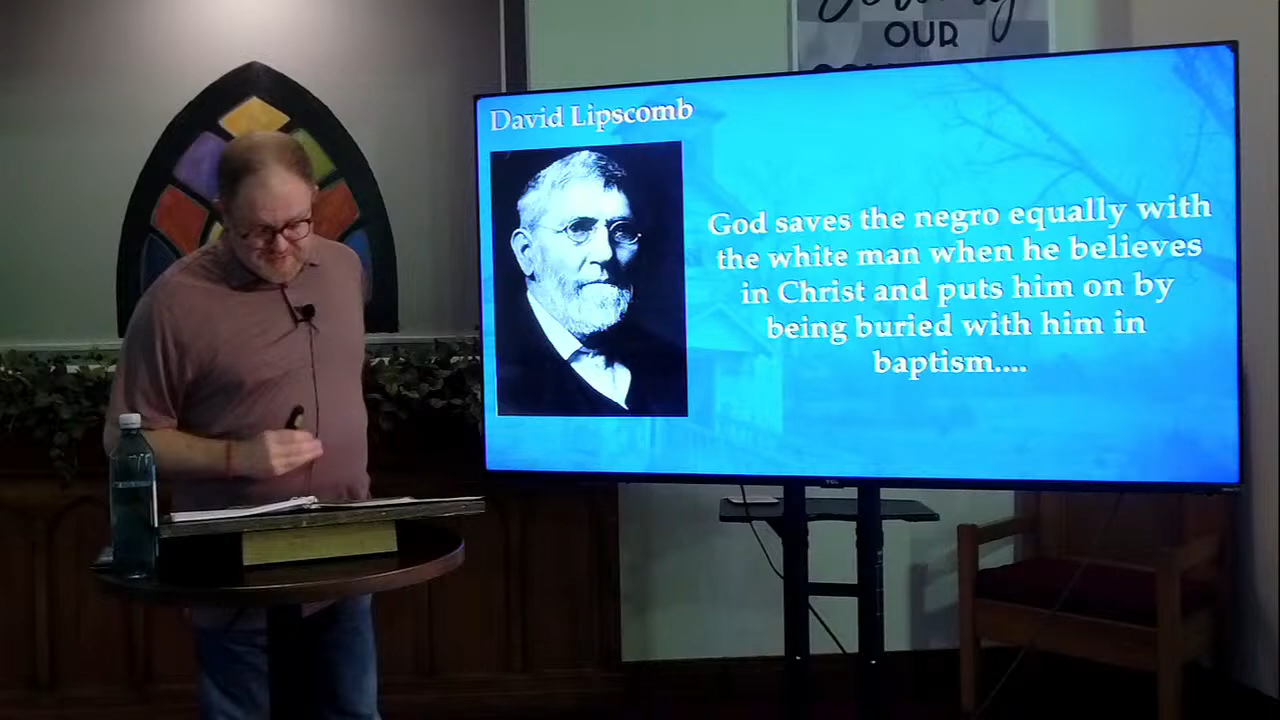 OUR
David Lipscomb
God saves the negro equally with
the white man when he believes
in Christ and puts him on by
being buried with him in
baptism....
TCL